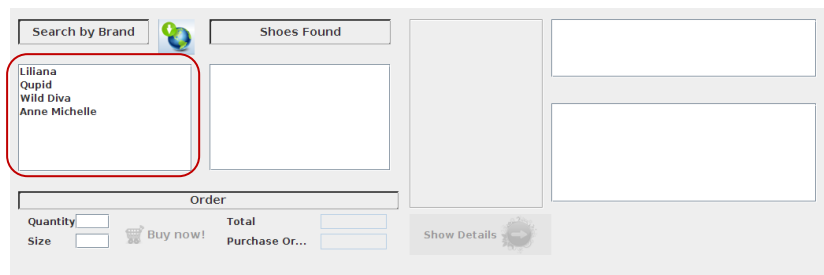 Search by Brand
Shoes Found
Liliana
Qupid
Wild Diva
Anne Michelle
Order
Quantity
Size
Buy now!
Total
Purchase Or...
Show Details